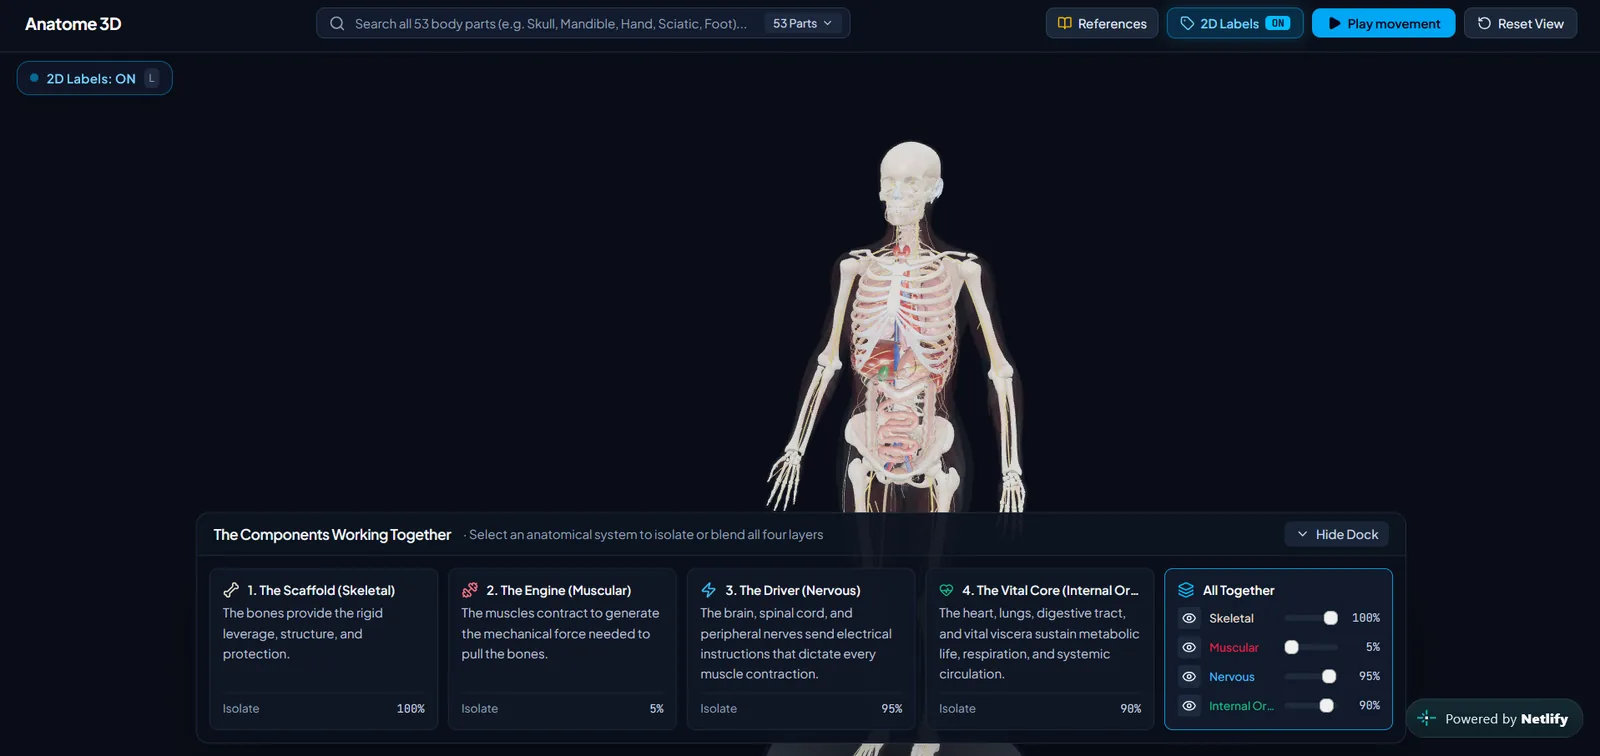 Anatome 3D
Search all 53 body parts (e.g. Skull, Mandible, Hand, Sciatic, Foot)...
53 Parts
References
2D Labels ON
Play movement
Reset View
2D Labels: ON L
The Components Working Together · Select an anatomical system to isolate or blend all four layers
Hide Dock
1. The Scaffold (Skeletal)
The bones provide the rigid
leverage, structure, and
protection.
Isolate 100%
2. The Engine (Muscular)
The muscles contract to generate
the mechanical force needed to
pull the bones.
Isolate 5%
3. The Driver (Nervous)
The brain, spinal cord, and
peripheral nerves send electrical
instructions that dictate every
muscle contraction.
Isolate 95%
4. The Vital Core (Internal Or...
The heart, lungs, digestive tract,
and vital viscera sustain metabolic
life, respiration, and systemic
circulation.
Isolate 90%
All Together
Skeletal 100%
Muscular 5%
Nervous 95%
Internal Or... 90%
Powered by Netlify